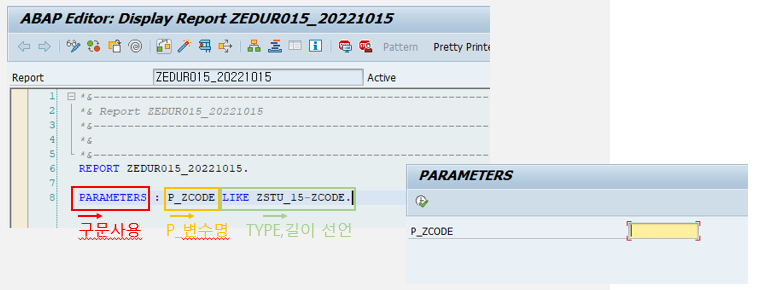 ABAP Editor: Display Report ZEDUR015_20221015
Pattern Pretty Printe
Report ZEDUR015_20221015 Active
1 *&---------------------------------------------------------------------
2 *& Report ZEDUR015_20221015
3 *&---------------------------------------------------------------------
4 *&
5 *&---------------------------------------------------------------------
6 REPORT ZEDUR015_20221015.
7
8 PARAMETERS : P_ZCODE LIKE ZSTU_15-ZCODE.
구문사용 P_변수명 TYPE,길이 선언
PARAMETERS
P_ZCODE